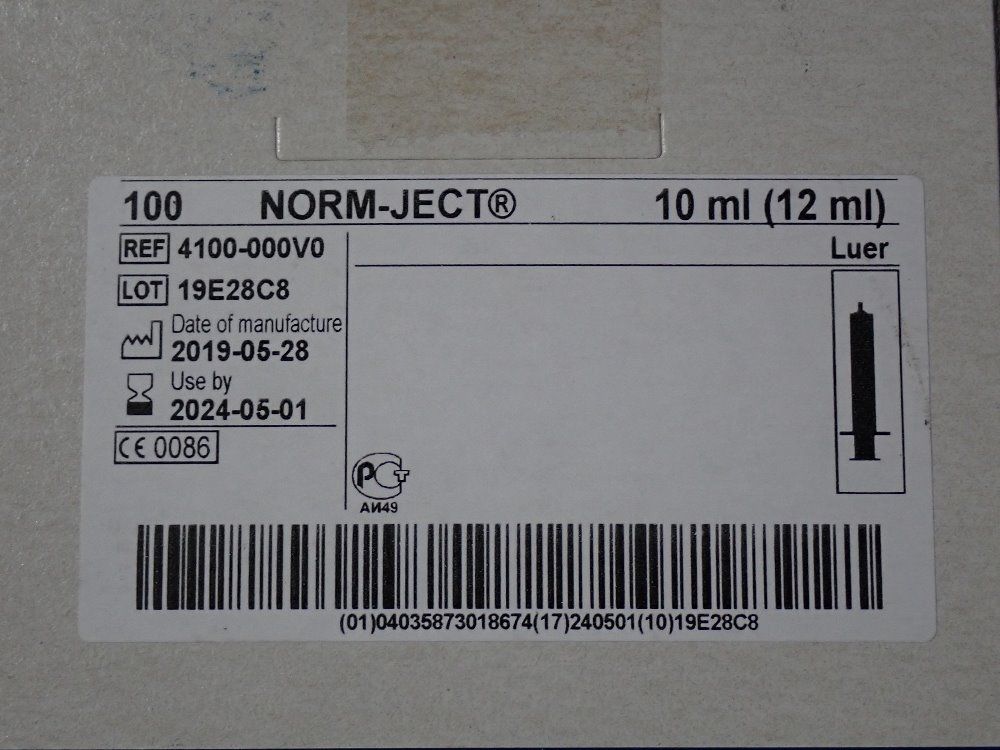 100 NORM-JECT® 10 ml (12 ml)
Luer
REF 4100-000V0
LOT 19E28C8
Date of manufacture
2019-05-28
Use by
2024-05-01
CE 0086
РСТ
АИ49
(01)04035873018674(17)240501(10)19E28C8